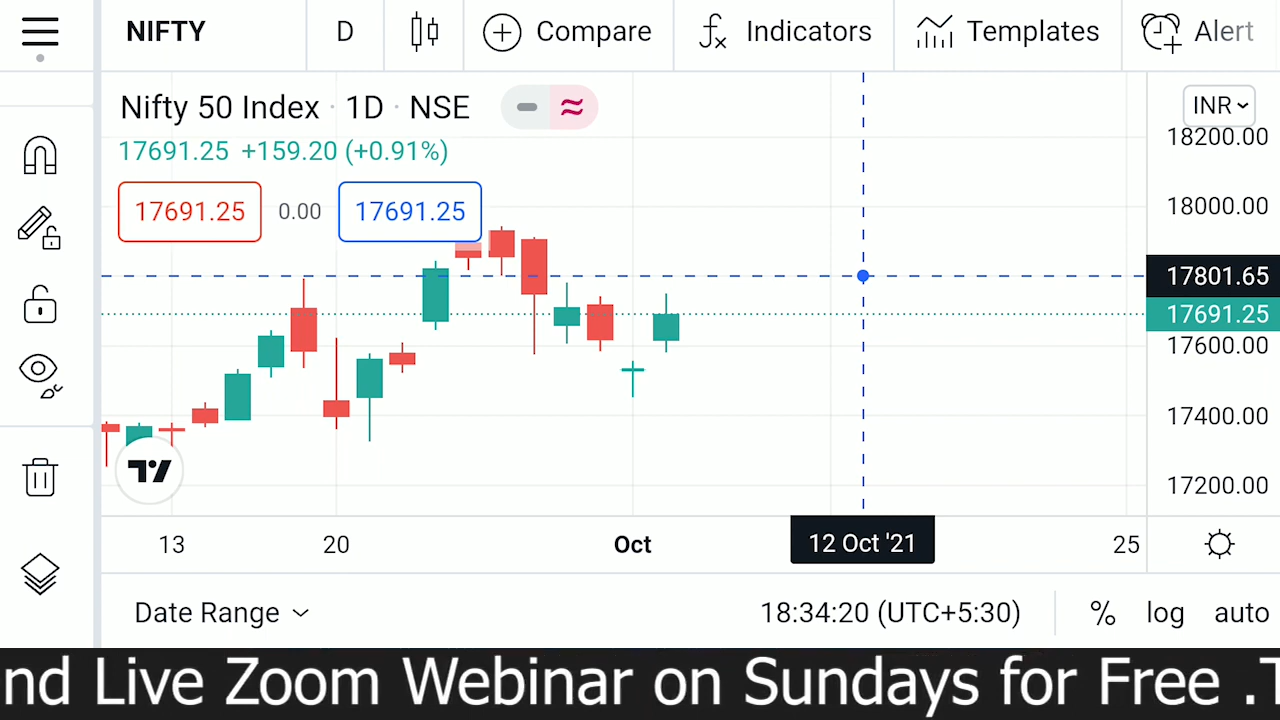 NIFTY D Compare Indicators Templates Alert
Nifty 50 Index · 1D · NSE
INR
17691.25 +159.20 (+0.91%)
17691.25 0.00 17691.25
18200.00
18000.00
17801.65
17691.25
17600.00
17400.00
17200.00
13 20 Oct 12 Oct '21 25
Date Range 18:34:20 (UTC+5:30) % log auto
nd Live Zoom Webinar on Sundays for Free .T